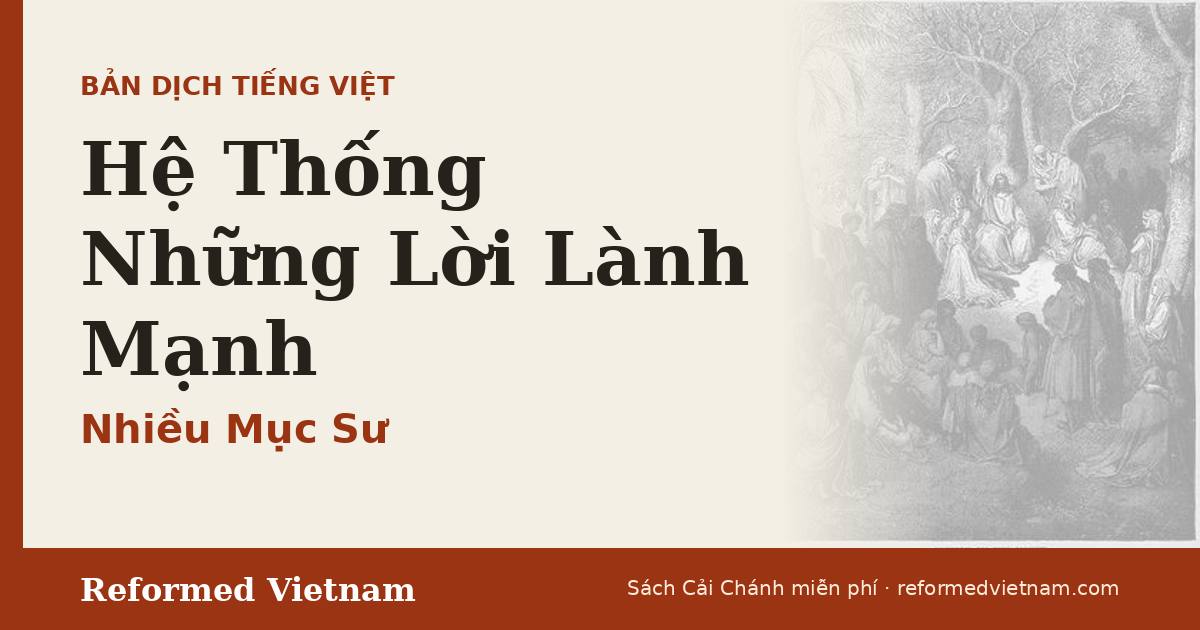 BẢN DỊCH TIẾNG VIỆT
Hệ Thống
Những Lời Lành
Mạnh
Nhiều Mục Sư
Reformed Vietnam
Sách Cải Chánh miễn phí · reformedvietnam.com